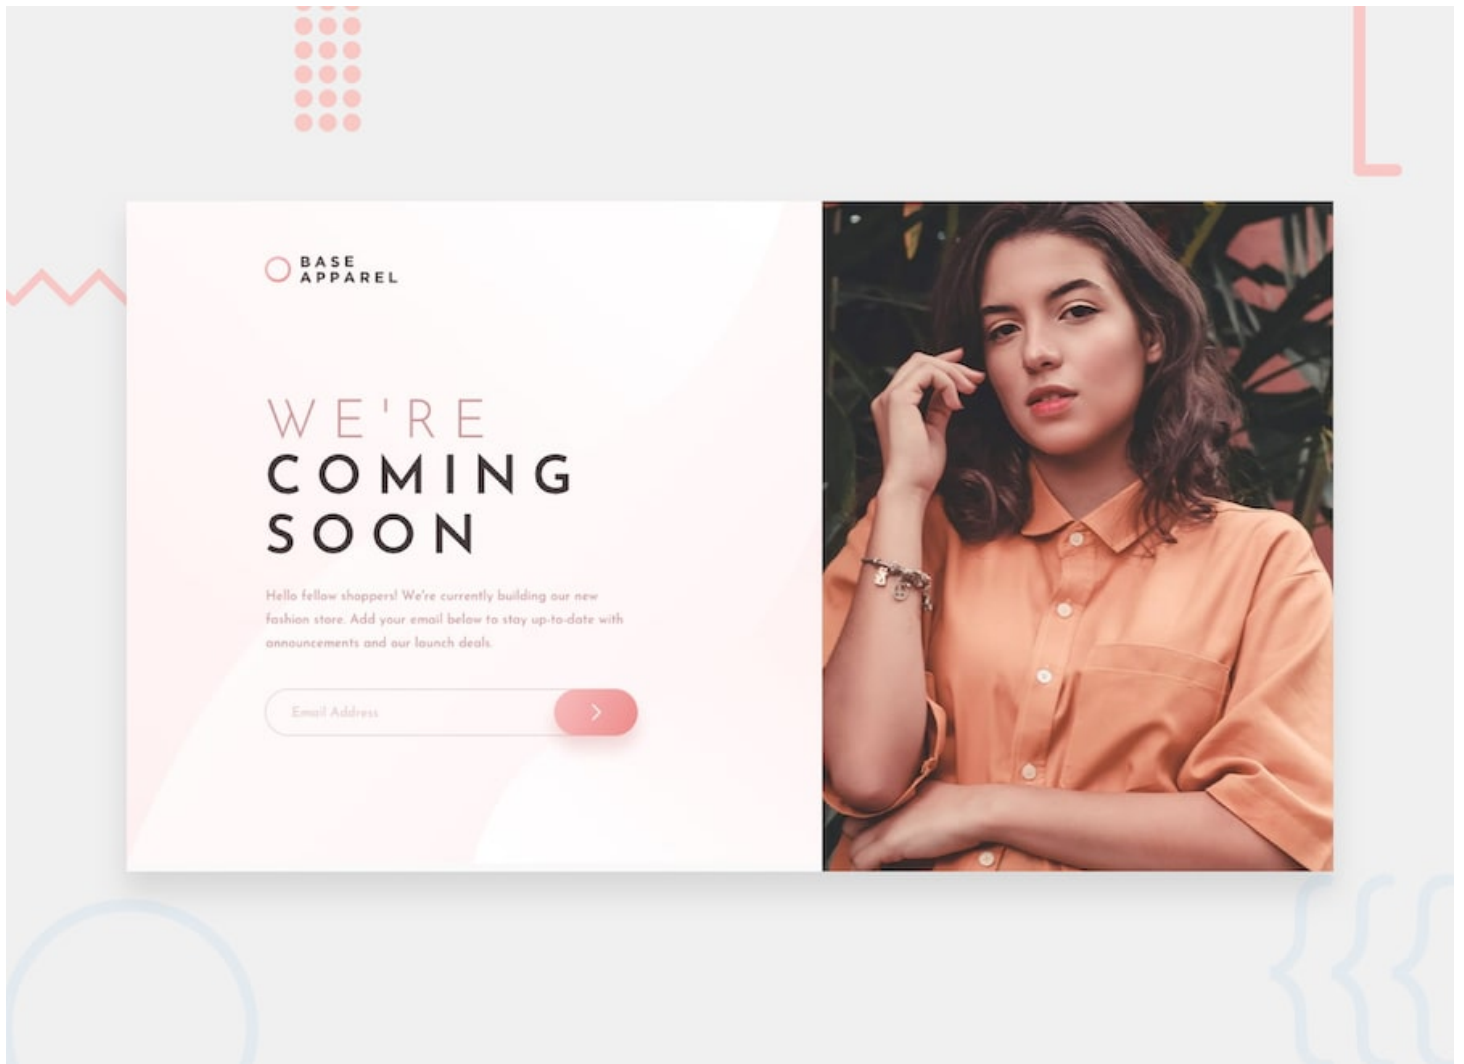 BASE
APPAREL
WE'RE
COMING
SOON
Hello fellow shoppers! We're currently building our new
fashion store. Add your email below to stay up-to-date with
announcements and our launch deals.
Email Address